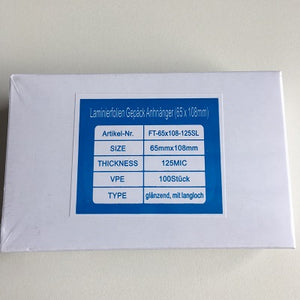 Laminierfolien Gepäck Anhnänger (65 x 108mm)
Artikel-Nr. FT-65x108-125SL
SIZE 65mmx108mm
THICKNESS 125MIC
VPE 100Stück
TYPE glänzend, mit langloch